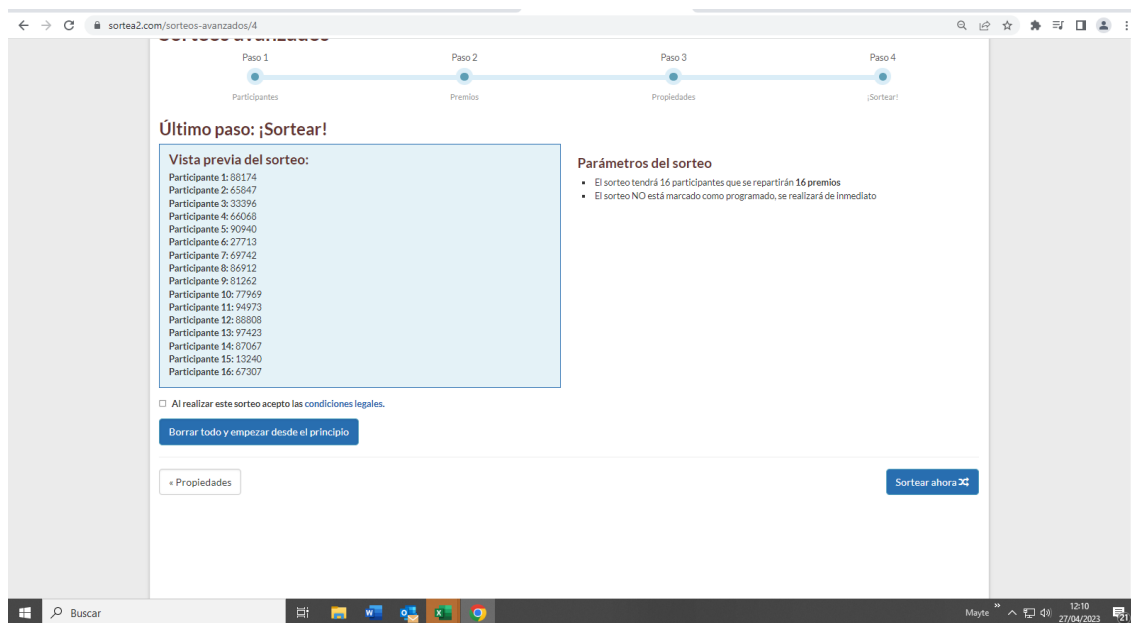 sortea2.com/sorteos-avanzados/4
Sorteos avanzados
Paso 1 Paso 2 Paso 3 Paso 4
Participantes Premios Propiedades ¡Sortear!
Último paso: ¡Sortear!
Vista previa del sorteo:
Participante 1: 88174
Participante 2: 65847
Participante 3: 33396
Participante 4: 66068
Participante 5: 90940
Participante 6: 27713
Participante 7: 69742
Participante 8: 86912
Participante 9: 81262
Participante 10: 77969
Participante 11: 94973
Participante 12: 88808
Participante 13: 97423
Participante 14: 87067
Participante 15: 13240
Participante 16: 67307
Parámetros del sorteo
El sorteo tendrá 16 participantes que se repartirán 16 premios
El sorteo NO está marcado como programado, se realizará de inmediato
Al realizar este sorteo acepto las condiciones legales.
Borrar todo y empezar desde el principio
« Propiedades
Sortear ahora
Buscar
Mayte
12:10
27/04/2023
21